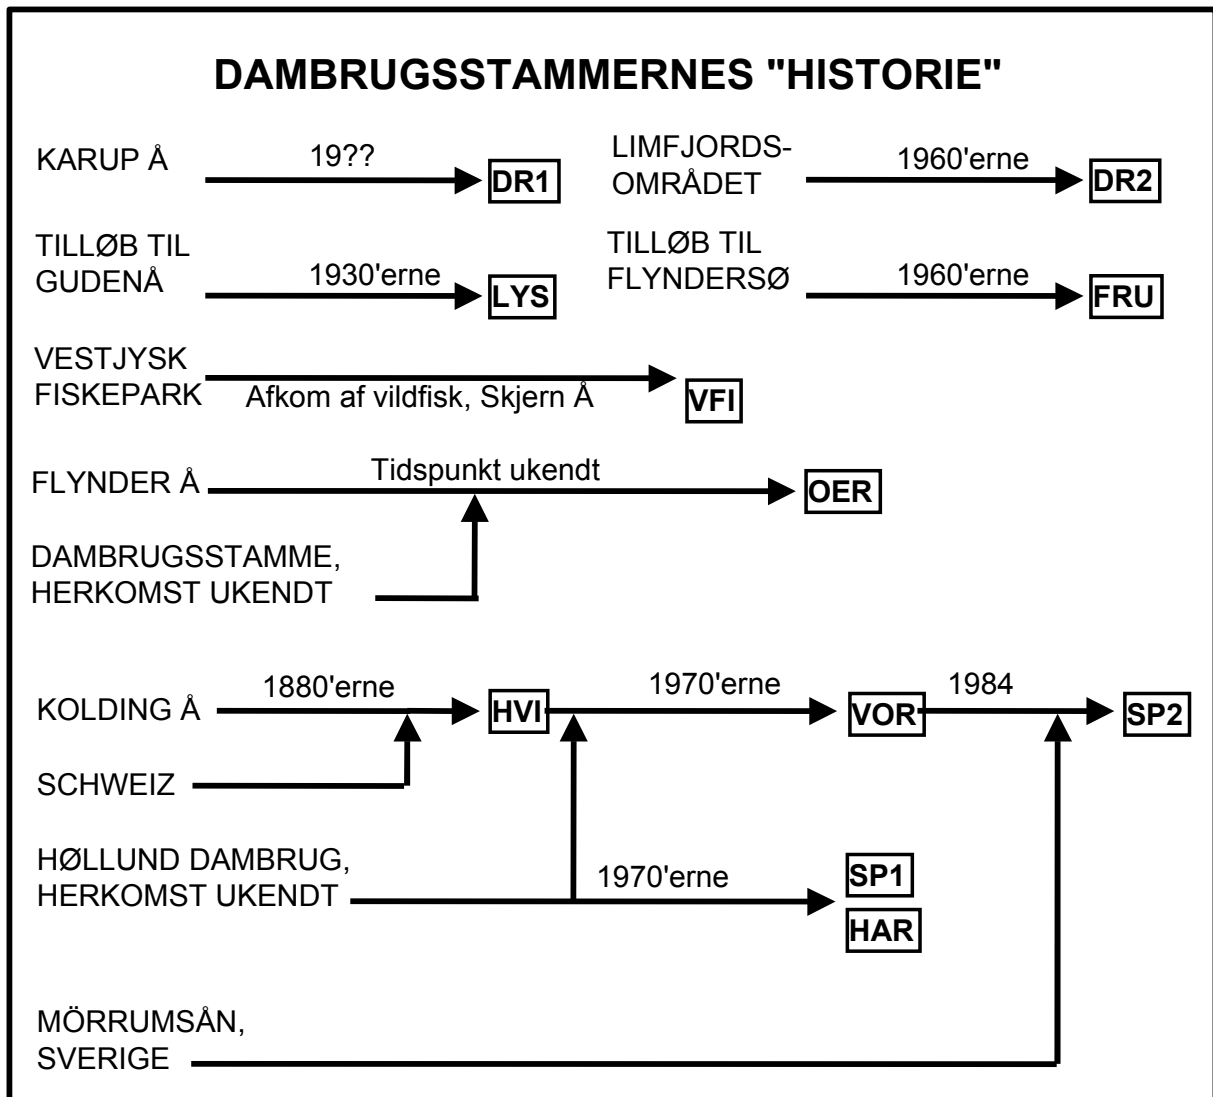 DAMBRUGSSTAMMERNES "HISTORIE"
KARUP Å
19??
DR1
LIMFJORDS-
OMRÅDET
1960'erne
DR2
TILLØB TIL
GUDENÅ
1930'erne
LYS
TILLØB TIL
FLYNDERSØ
1960'erne
FRU
VESTJYSK
FISKEPARK
Afkom af vildfisk, Skjern Å
VFI
FLYNDER Å
Tidspunkt ukendt
OER
DAMBRUGSSTAMME,
HERKOMST UKENDT
KOLDING Å
1880'erne
HVI
1970'erne
VOR
1984
SP2
SCHWEIZ
HØLLUND DAMBRUG,
HERKOMST UKENDT
1970'erne
SP1
HAR
MÖRRUMSÅN,
SVERIGE